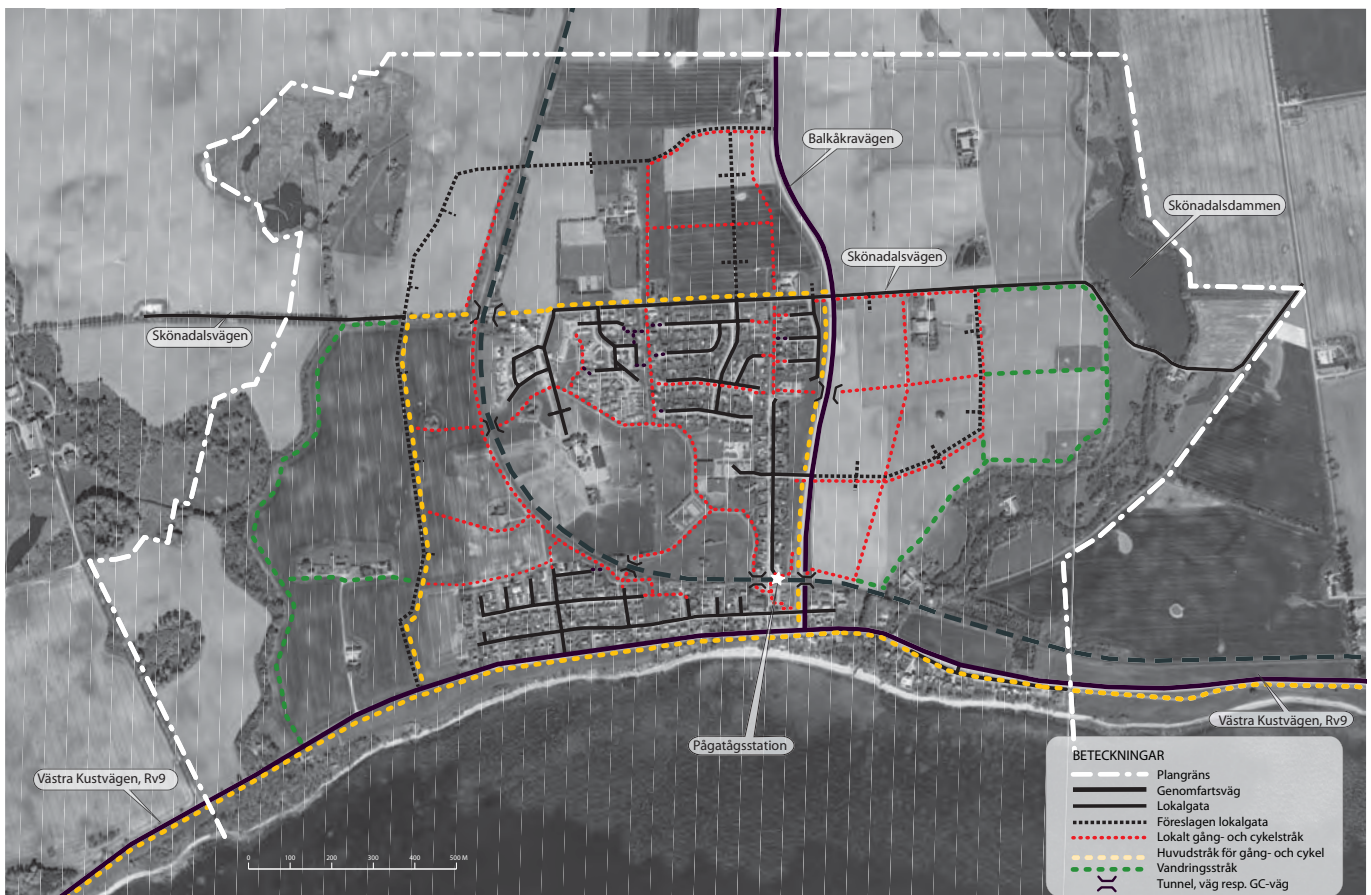 Balkåkravägen
Skönadalsdammen
Skönadalsvägen
Skönadalsvägen
Pågatågsstation
Västra Kustvägen, Rv9
Västra Kustvägen, Rv9
0 100 200 300 400 500 M
BETECKNINGAR
Plangräns
Genomfartsväg
Lokalgata
Föreslagen lokalgata
Lokalt gång- och cykelstråk
Huvudstråk för gång- och cykel
Vandringsstråk
Tunnel, väg resp. GC-väg